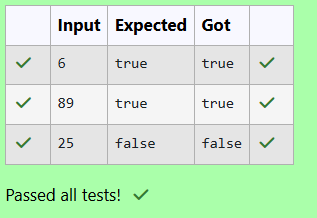 Input Expected Got
6 true true
89 true true
25 false false
Passed all tests!